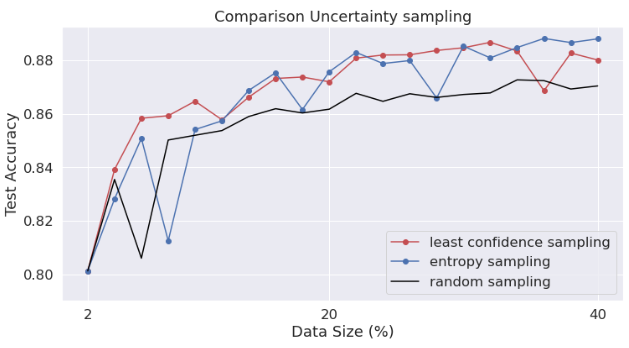 Comparison Uncertainty sampling
Test Accuracy
0.88
0.86
0.84
0.82
0.80
least confidence sampling
entropy sampling
random sampling
2
20
40
Data Size (%)